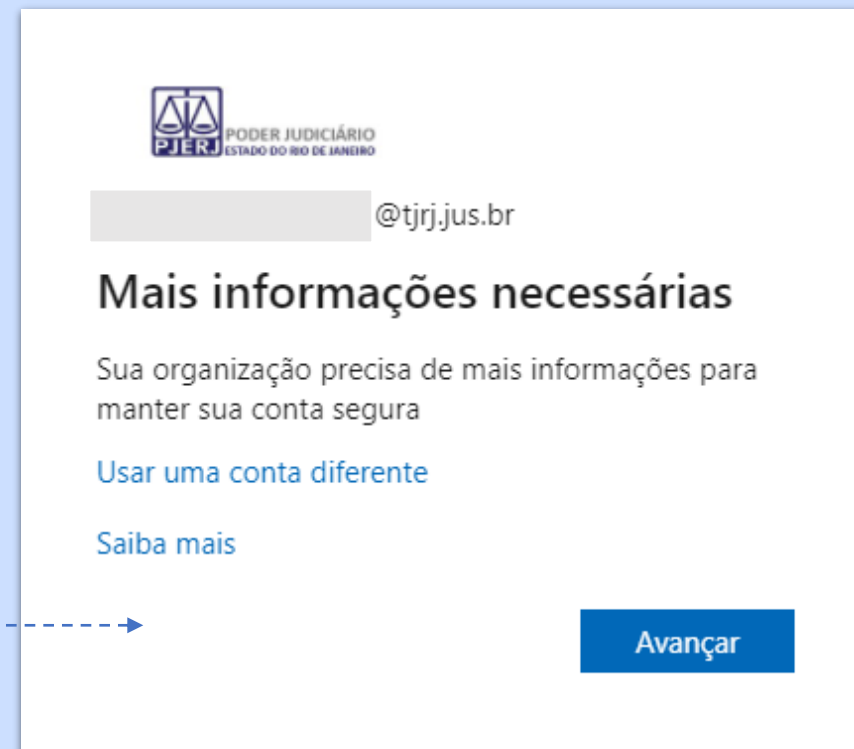 PJERJ
PODER JUDICIÁRIO
ESTADO DO RIO DE JANEIRO
@tjrj.jus.br
Mais informações necessárias
Sua organização precisa de mais informações para
manter sua conta segura
Usar uma conta diferente
Saiba mais
Avançar